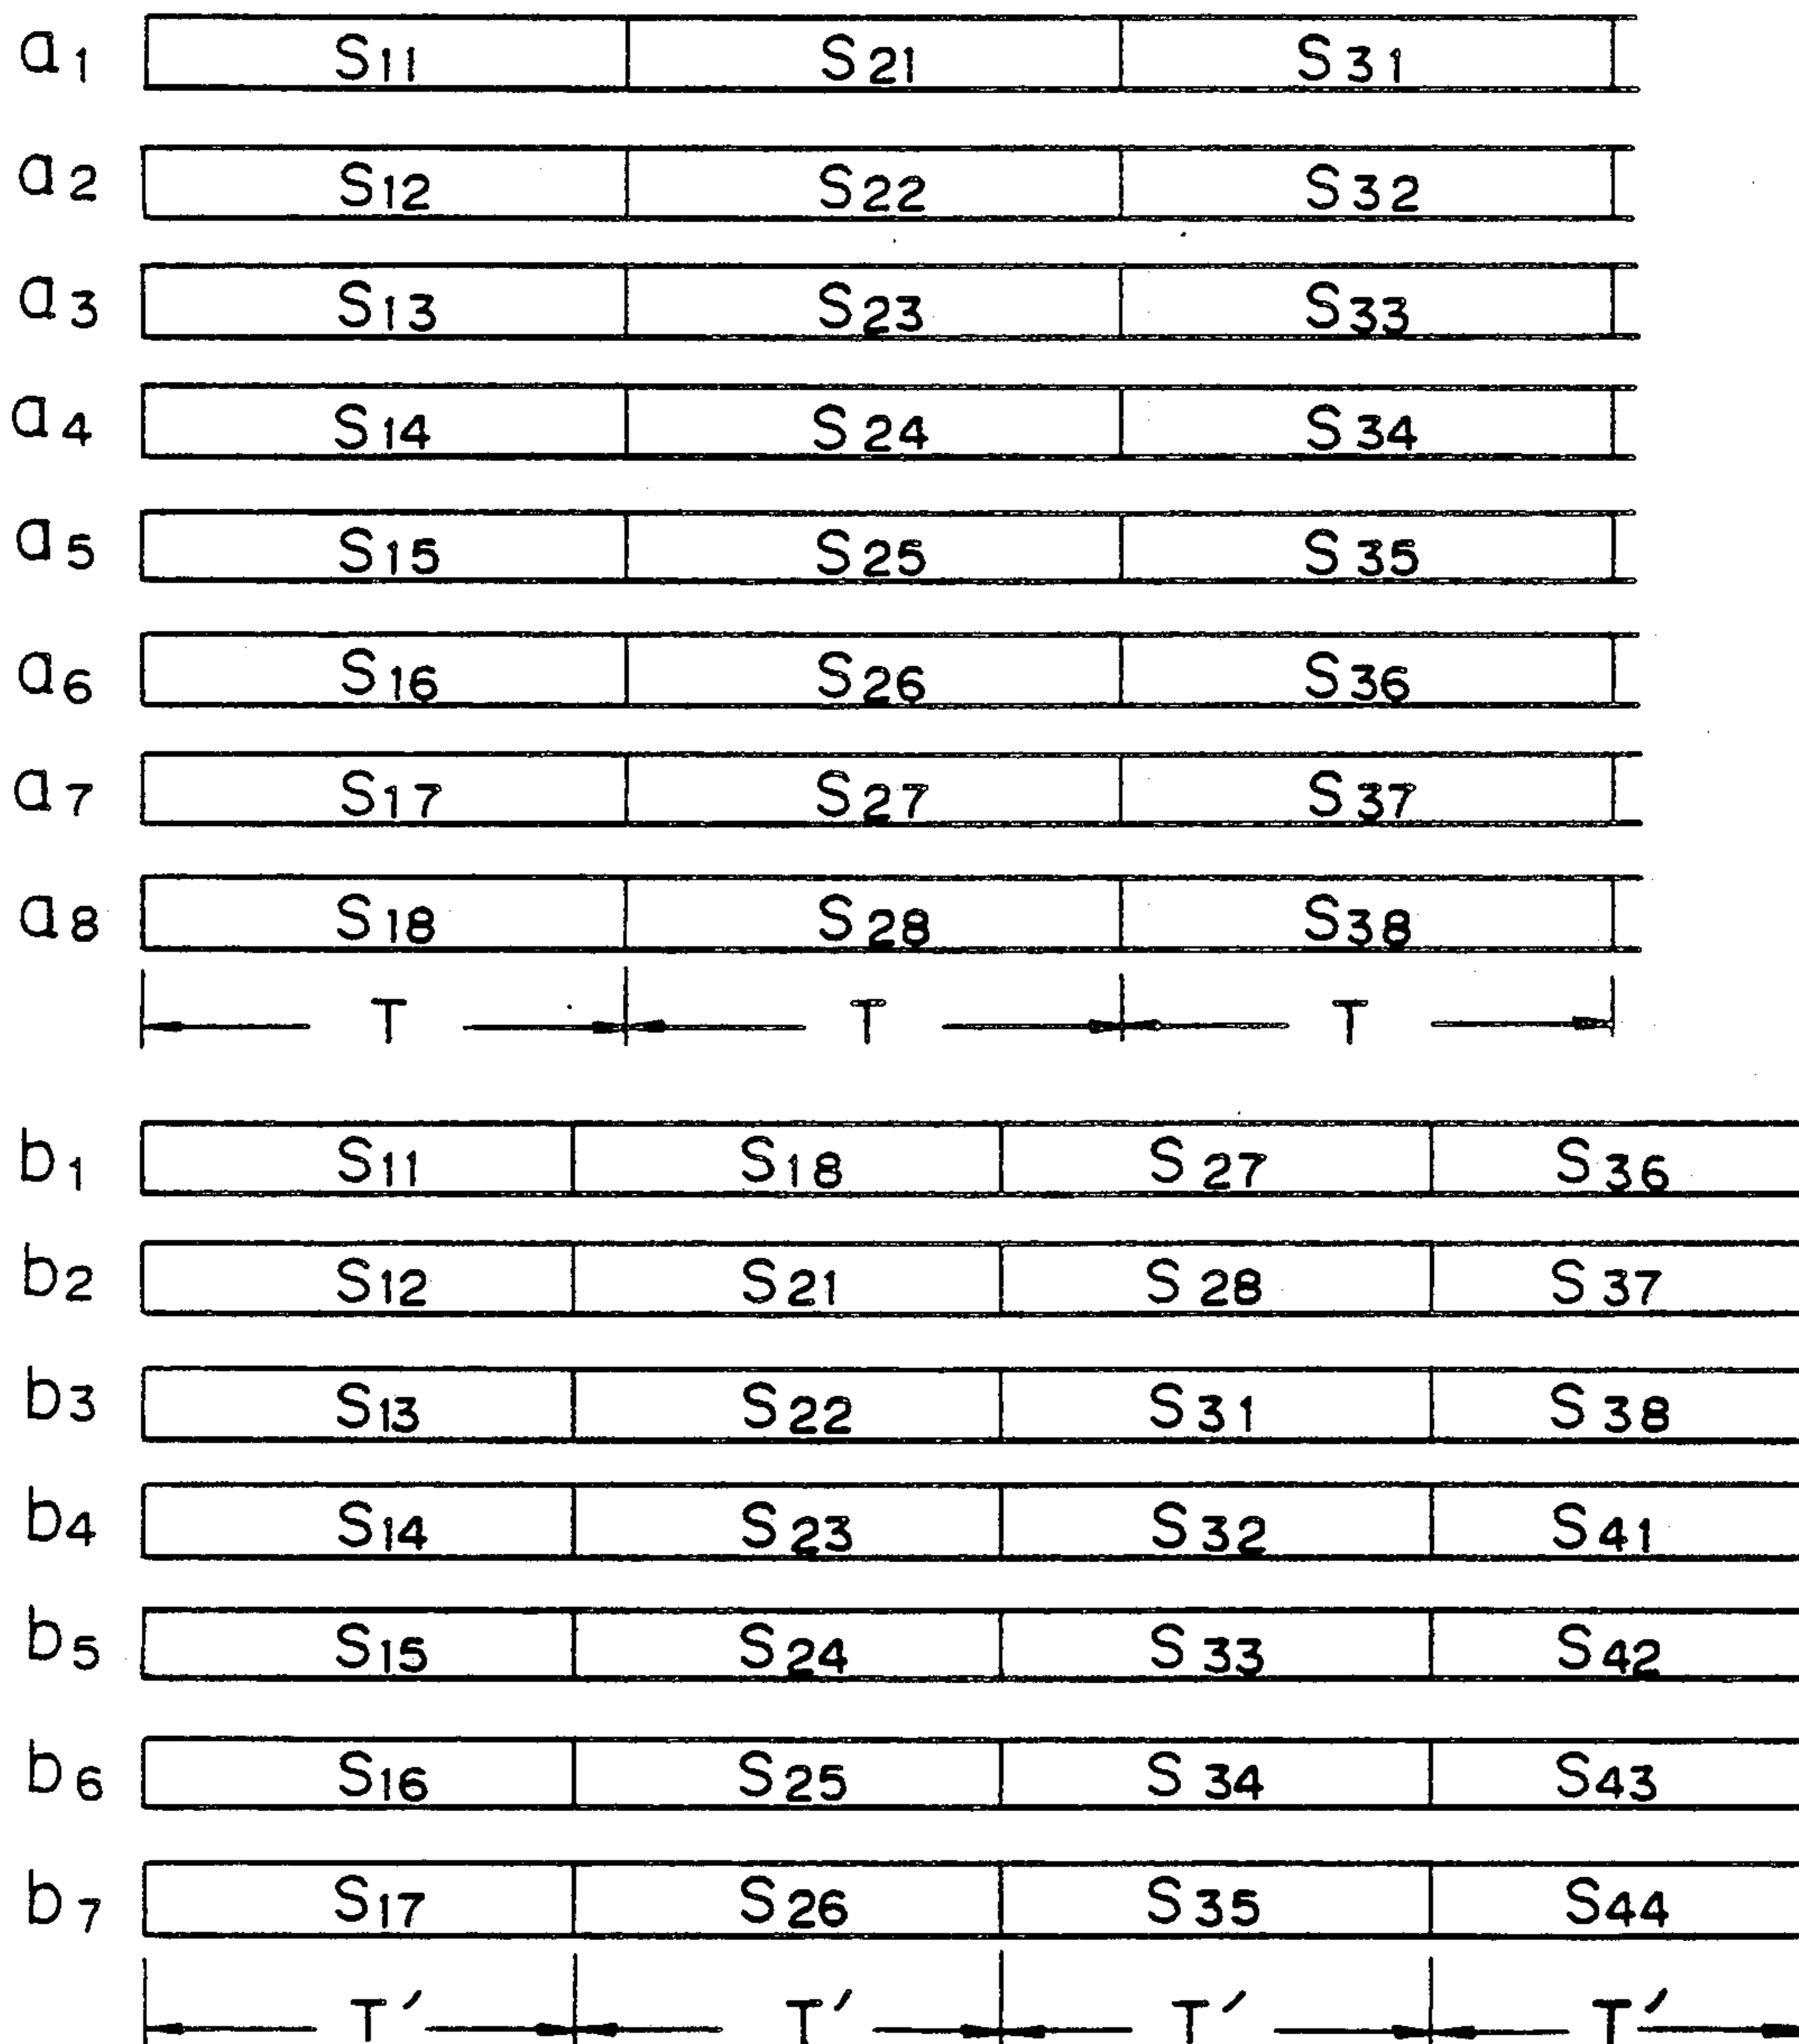 a1 S11 S21 S31
a2 S12 S22 S32
a3 S13 S23 S33
a4 S14 S24 S34
a5 S15 S25 S35
a6 S16 S26 S36
a7 S17 S27 S37
a8 S18 S28 S38
T T T
b1 S11 S18 S27 S36
b2 S12 S21 S28 S37
b3 S13 S22 S31 S38
b4 S14 S23 S32 S41
b5 S15 S24 S33 S42
b6 S16 S25 S34 S43
b7 S17 S26 S35 S44
T′ T′ T′ T′